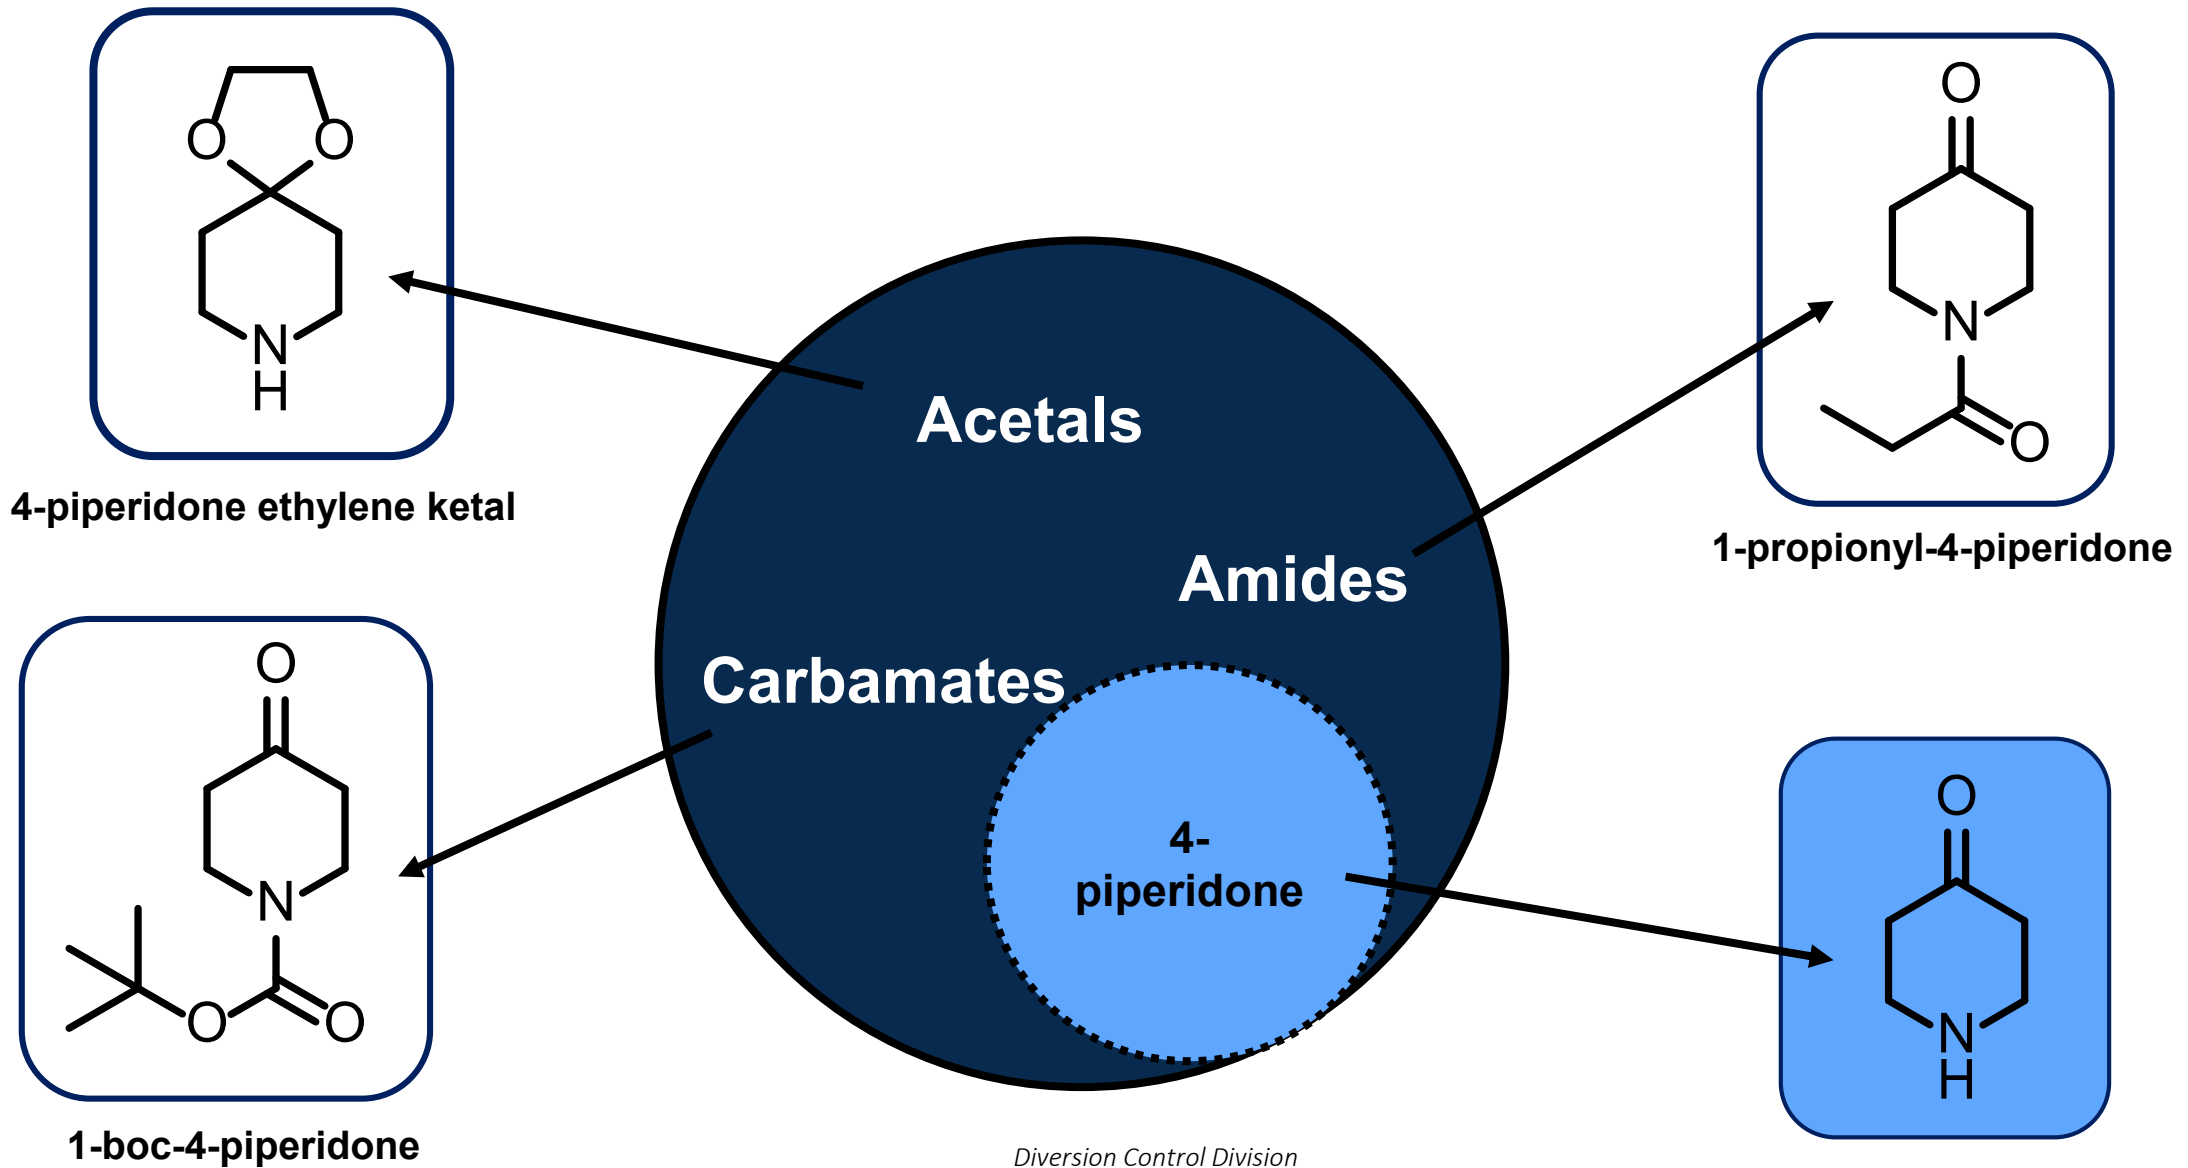 O
O
N
H
4-piperidone ethylene ketal
O
N
O
1-propionyl-4-piperidone
Acetals
Amides
Carbamates
4-
piperidone
O
N
O
O
1-boc-4-piperidone
O
N
H
Diversion Control Division